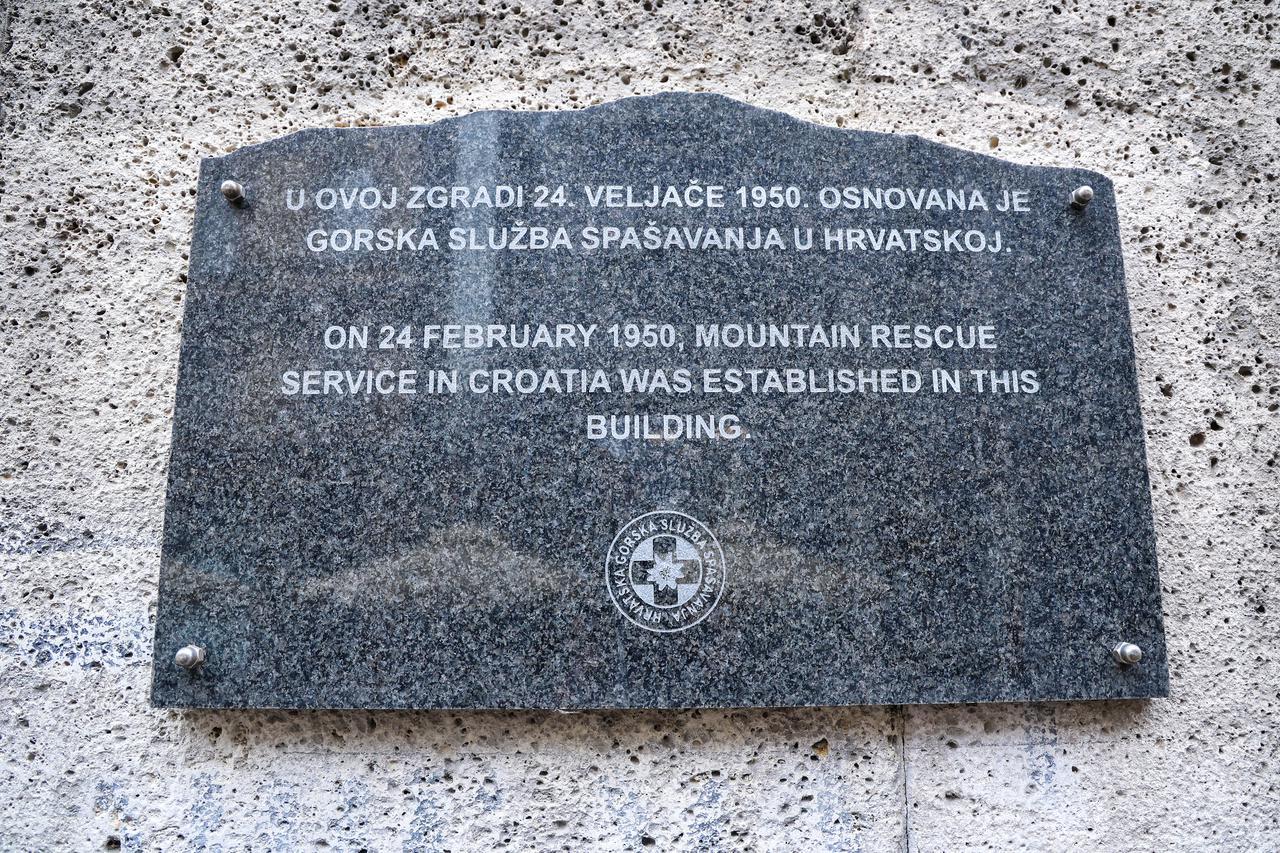 U OVOJ ZGRADI 24. VELJAČE 1950. OSNOVANA JE
GORSKA SLUŽBA SPAŠAVANJA U HRVATSKOJ.
ON 24 FEBRUARY 1950, MOUNTAIN RESCUE
SERVICE IN CROATIA WAS ESTABLISHED IN THIS
BUILDING.
HRVATSKA GORSKA SLUŽBA SPAŠAVANJA